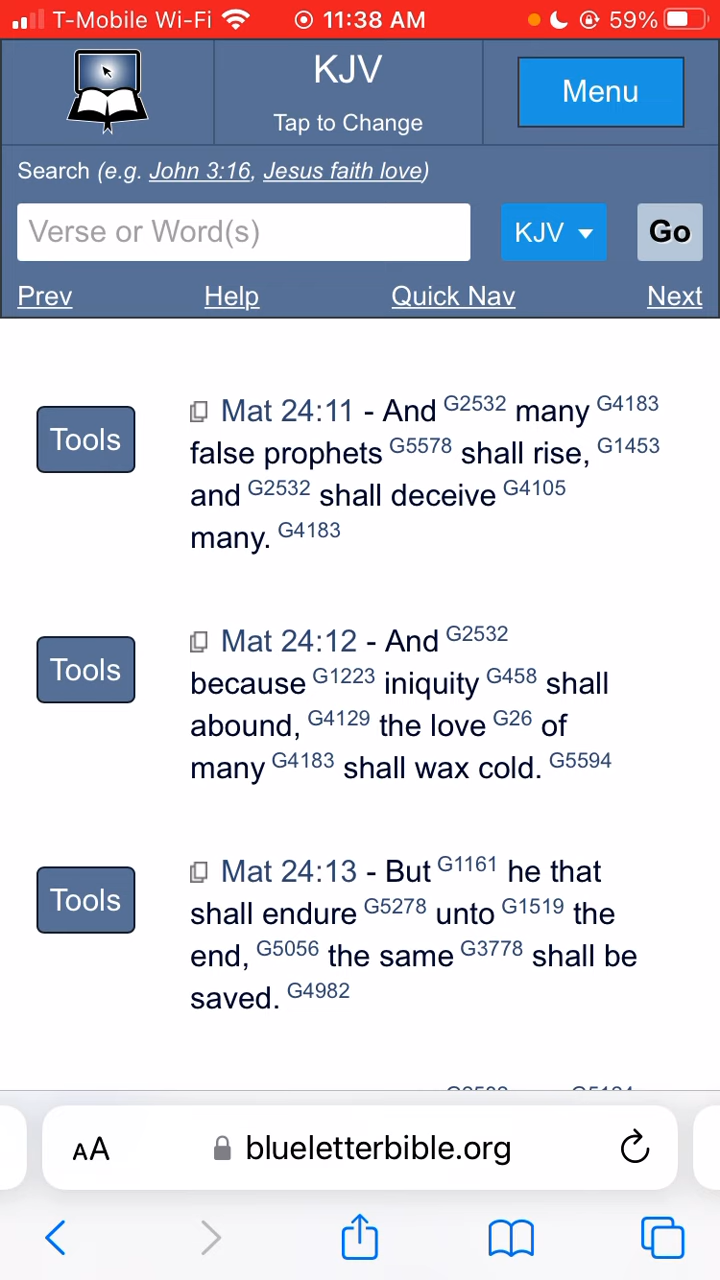 T-Mobile Wi-Fi 11:38 AM 59%
KJV
Tap to Change
Menu
Search (e.g. John 3:16, Jesus faith love)
Verse or Word(s) KJV Go
Prev Help Quick Nav Next
Tools
Mat 24:11 - And G2532 many G4183
false prophets G5578 shall rise, G1453
and G2532 shall deceive G4105
many. G4183
Tools
Mat 24:12 - And G2532
because G1223 iniquity G458 shall
abound, G4129 the love G26 of
many G4183 shall wax cold. G5594
Tools
Mat 24:13 - But G1161 he that
shall endure G5278 unto G1519 the
end, G5056 the same G3778 shall be
saved. G4982
AA blueletterbible.org